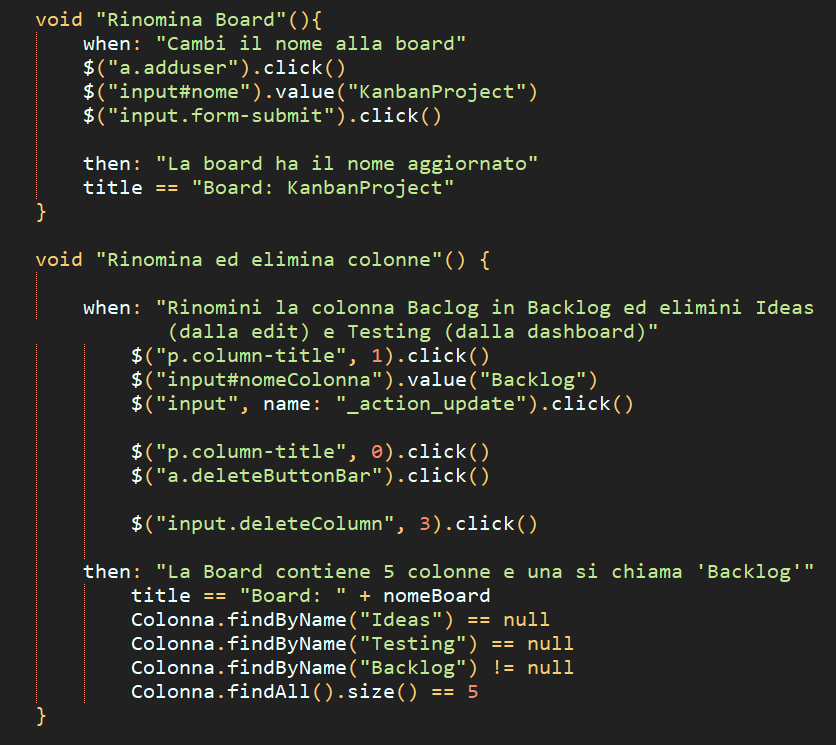 void "Rinomina Board"(){
when: "Cambi il nome alla board"
$("a.adduser").click()
$("input#nome").value("KanbanProject")
$("input.form-submit").click()
then: "La board ha il nome aggiornato"
title == "Board: KanbanProject"
}
void "Rinomina ed elimina colonne"() {
when: "Rinomini la colonna Baclog in Backlog ed elimini Ideas
(dalla edit) e Testing (dalla dashboard)"
$("p.column-title", 1).click()
$("input#nomeColonna").value("Backlog")
$("input", name: "_action_update").click()
$("p.column-title", 0).click()
$("a.deleteButtonBar").click()
$("input.deleteColumn", 3).click()
then: "La Board contiene 5 colonne e una si chiama 'Backlog'"
title == "Board: " + nomeBoard
Colonna.findByName("Ideas") == null
Colonna.findByName("Testing") == null
Colonna.findByName("Backlog") != null
Colonna.findAll().size() == 5
}